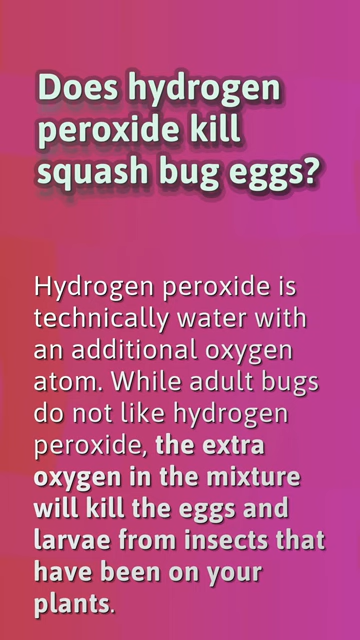 Does hydrogen
peroxide kill
squash bug eggs?
Hydrogen peroxide is
technically water with
an additional oxygen
atom. While adult bugs
do not like hydrogen
peroxide, the extra
oxygen in the mixture
will kill the eggs and
larvae from insects that
have been on your
plants.